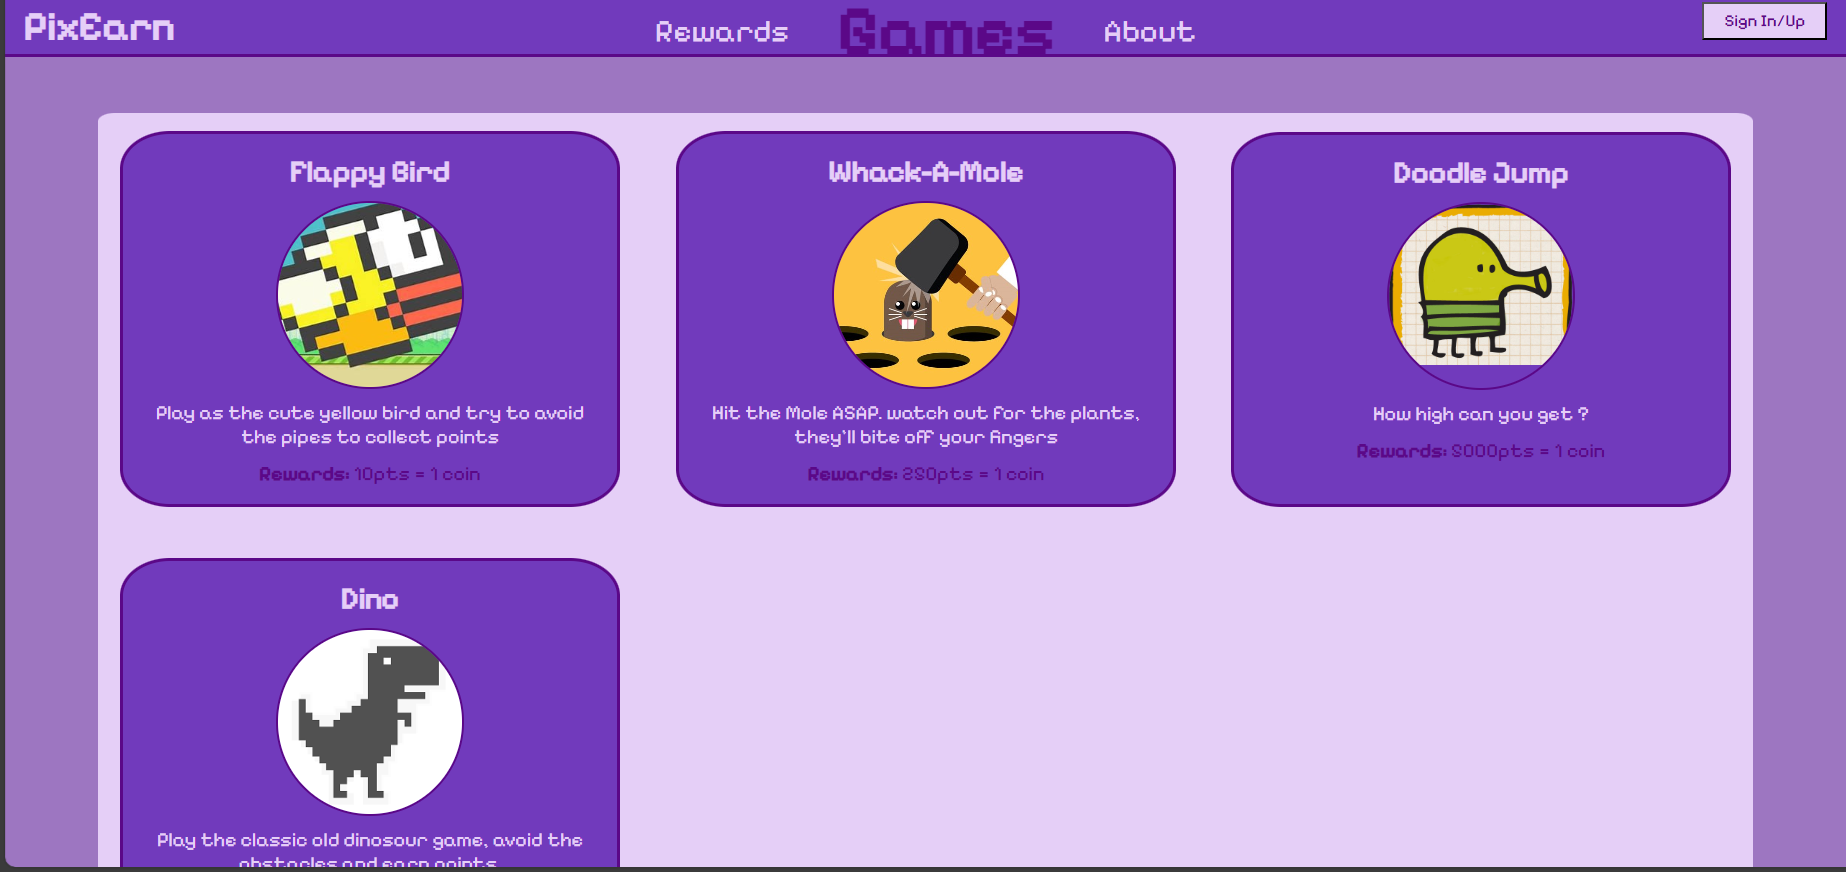 PixEarn
Rewards
Games
About
Sign In/Up
Flappy Bird
Play as the cute yellow bird and try to avoid
the pipes to collect points
Rewards: 10pts = 1 coin
Whack-A-Mole
Hit the Mole ASAP. watch out for the plants,
they'll bite off your fingers
Rewards: 250pts = 1 coin
Doodle Jump
How high can you get ?
Rewards: 5000pts = 1 coin
Dino
Play the classic old dinosour game, avoid the
obstacles and earn points